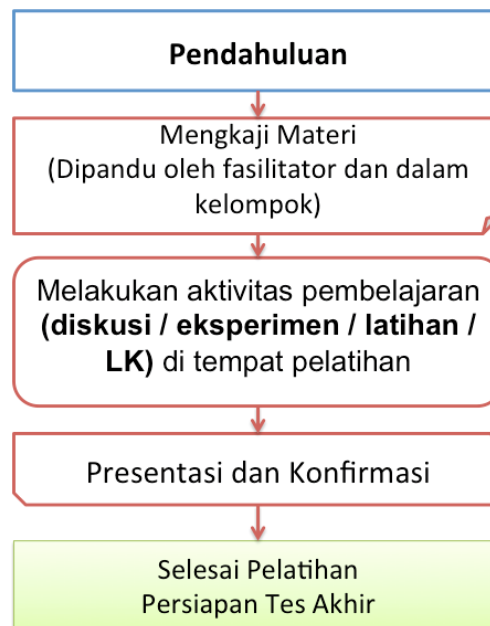 Pendahuluan
Mengkaji Materi
(Dipandu oleh fasilitator dan dalam
kelompok)
Melakukan aktivitas pembelajaran
(diskusi / eksperimen / latihan /
LK) di tempat pelatihan
Presentasi dan Konfirmasi
Selesai Pelatihan
Persiapan Tes Akhir